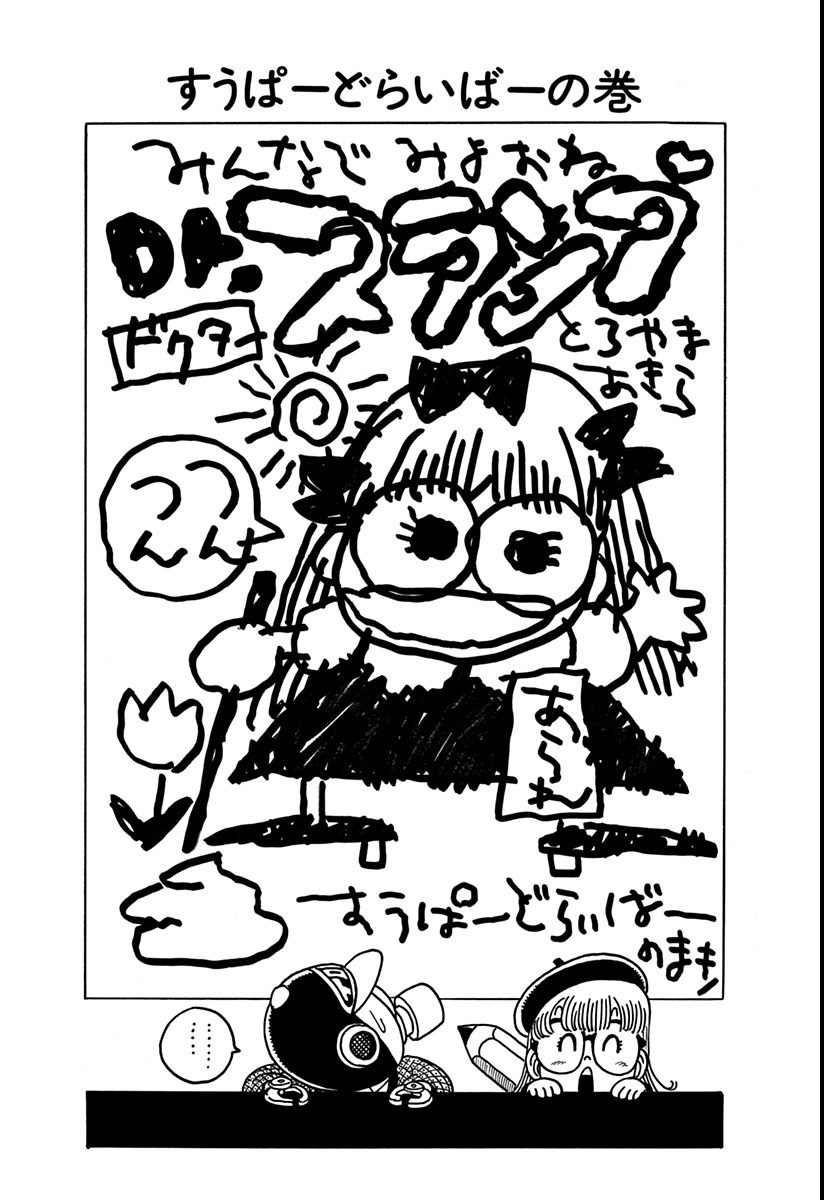 すうぱーどらいばーの巻
みんなで みよおね
Dr.スランプ
ドクター
とろやま
あきら
つん
つん
あられ
すうぱーどらいばー
のまき
……
……